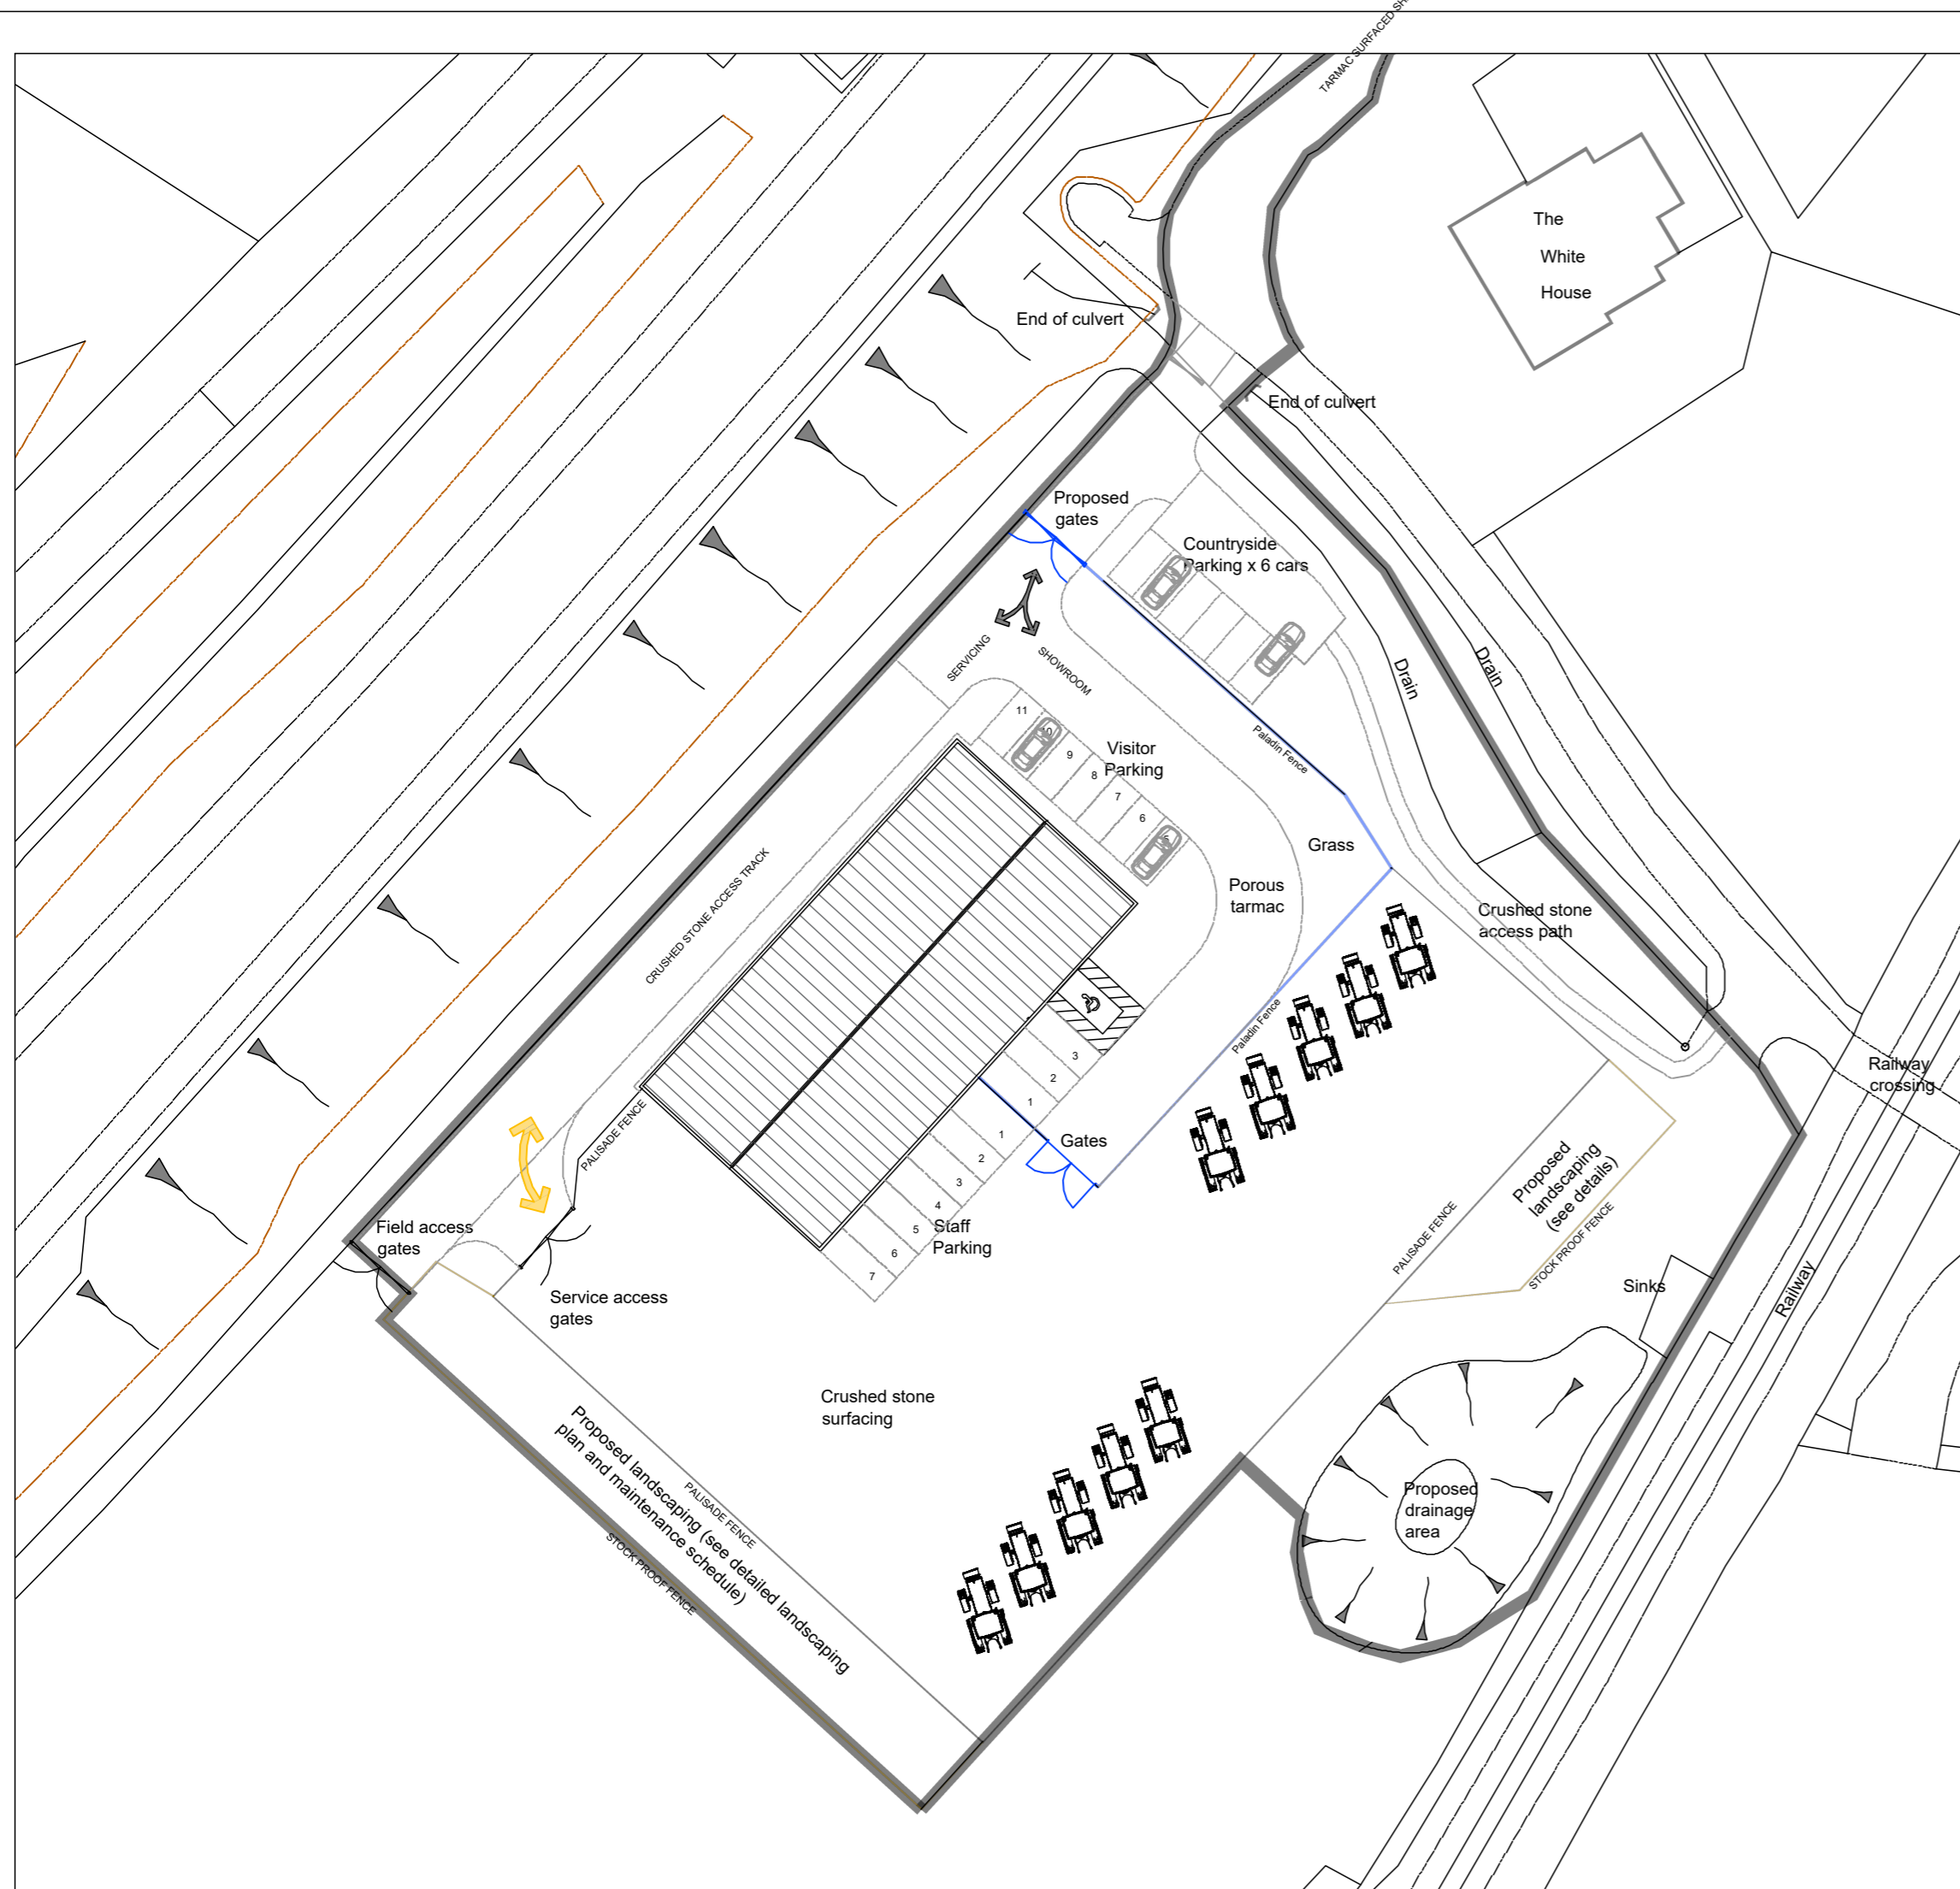 TARMAC SURFACED
The
White
House
End of culvert
End of culvert
Proposed
gates
Countryside
Parking x 6 cars
SERVICING
SHOWROOM
Drain
Drain
11
10
9
8
7
6
Visitor
Parking
Paladin Fence
Grass
Porous
tarmac
CRUSHED STONE ACCESS TRACK
Crushed stone
access path
Paladin Fence
3
2
1
Railway
crossing
PALISADE FENCE
Gates
1
2
3
4
5
6
7
Staff
Parking
Proposed
landscaping
(see details)
PALISADE FENCE
STOCK PROOF FENCE
Field access
gates
Service access
gates
Sinks
Railway
Crushed stone
surfacing
Proposed landscaping (see detailed landscaping
plan and maintenance schedule)
PALISADE FENCE
STOCK PROOF FENCE
Proposed
drainage
area